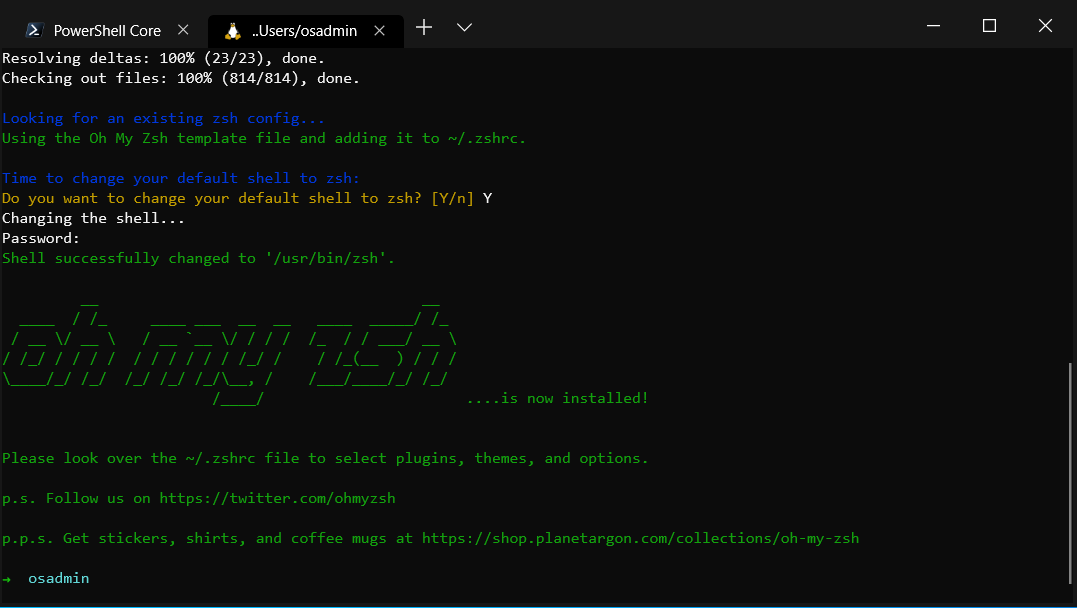 PowerShell Core
..Users/osadmin
Resolving deltas: 100% (23/23), done.
Checking out files: 100% (814/814), done.
Looking for an existing zsh config...
Using the Oh My Zsh template file and adding it to ~/.zshrc.
Time to change your default shell to zsh:
Do you want to change your default shell to zsh? [Y/n] Y
Changing the shell...
Password:
Shell successfully changed to '/usr/bin/zsh'.
oh my zsh
....is now installed!
Please look over the ~/.zshrc file to select plugins, themes, and options.
p.s. Follow us on https://twitter.com/ohmyzsh
p.p.s. Get stickers, shirts, and coffee mugs at https://shop.planetargon.com/collections/oh-my-zsh
→ osadmin